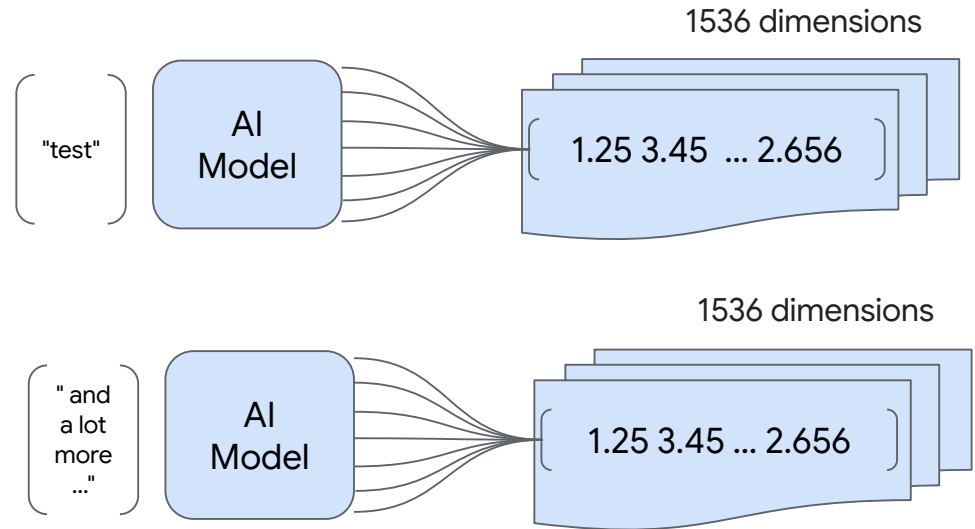 1536 dimensions
"test"
AI
Model
1.25 3.45 ... 2.656
1536 dimensions
" and
a lot
more
..."
AI
Model
1.25 3.45 ... 2.656